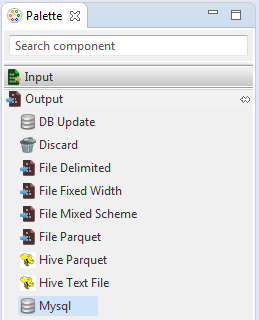 Palette
Search component
Input
Output
DB Update
Discard
File Delimited
File Fixed Width
File Mixed Scheme
File Parquet
Hive Parquet
Hive Text File
Mysql